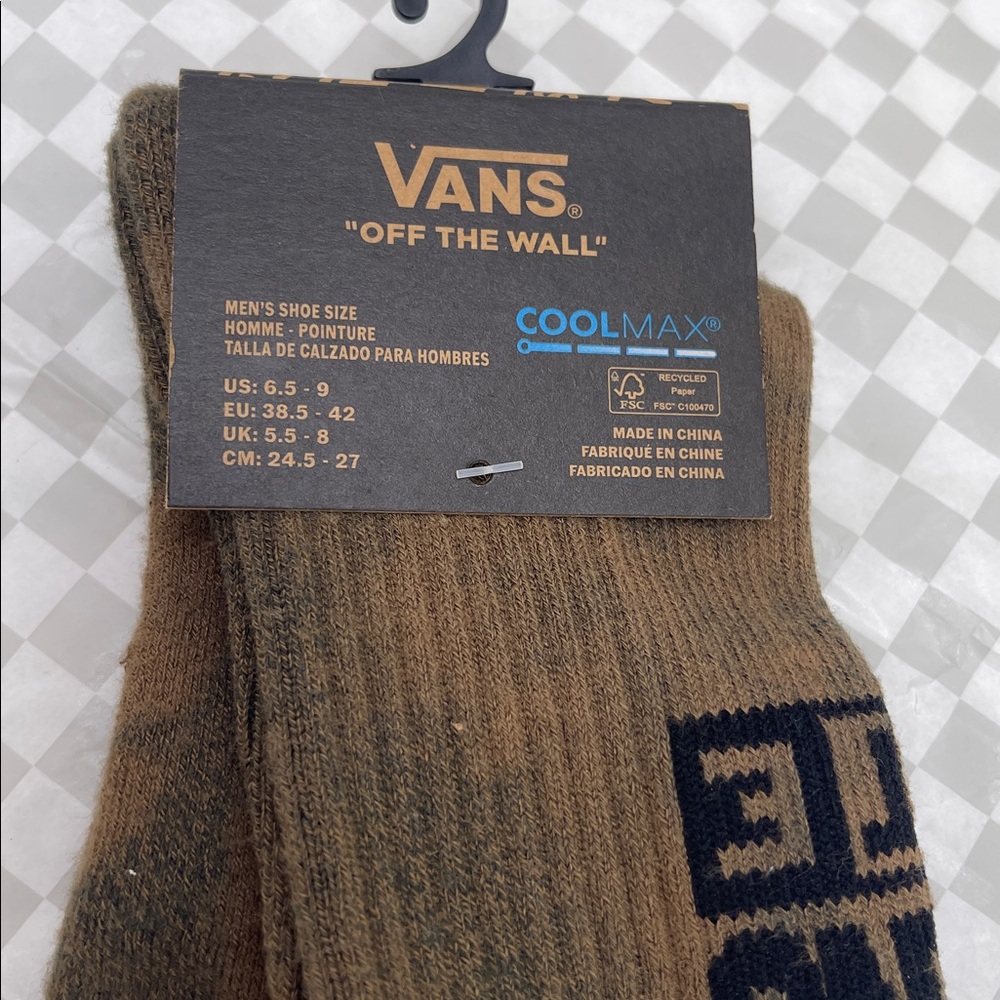 VANS®
"OFF THE WALL"
MEN'S SHOE SIZE
HOMME - POINTURE
TALLA DE CALZADO PARA HOMBRES
US: 6.5 - 9
EU: 38.5 - 42
UK: 5.5 - 8
CM: 24.5 - 27
COOLMAX®
FSC
RECYCLED
Paper
FSC™ C100470
MADE IN CHINA
FABRIQUÉ EN CHINE
FABRICADO EN CHINA